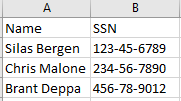 A B
Name SSN
Silas Bergen 123-45-6789
Chris Malone 234-56-7890
Brant Deppa 456-78-9012